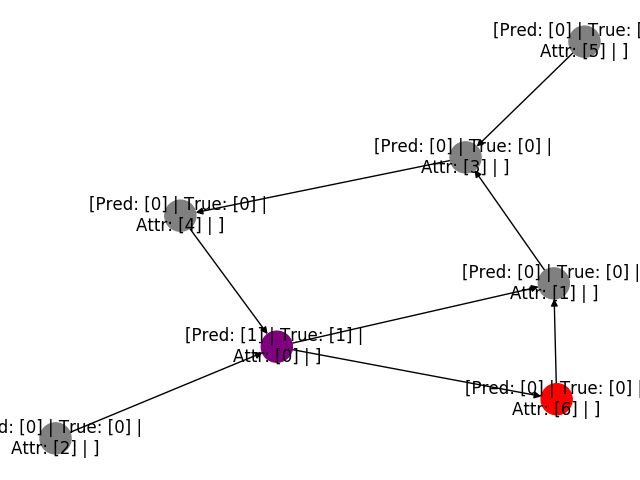 [Pred: [0] | True: [
Attr: [5] | ]
[Pred: [0] | True: [0] |
Attr: [3] | ]
[Pred: [0] | True: [0] |
Attr: [4] | ]
[Pred: [0] | True: [0] |
Attr: [1] | ]
[Pred: [1] | True: [1] |
Attr: [0] | ]
[Pred: [0] | True: [0] |
Attr: [6] | ]
d: [0] | True: [0] |
Attr: [2] | ]